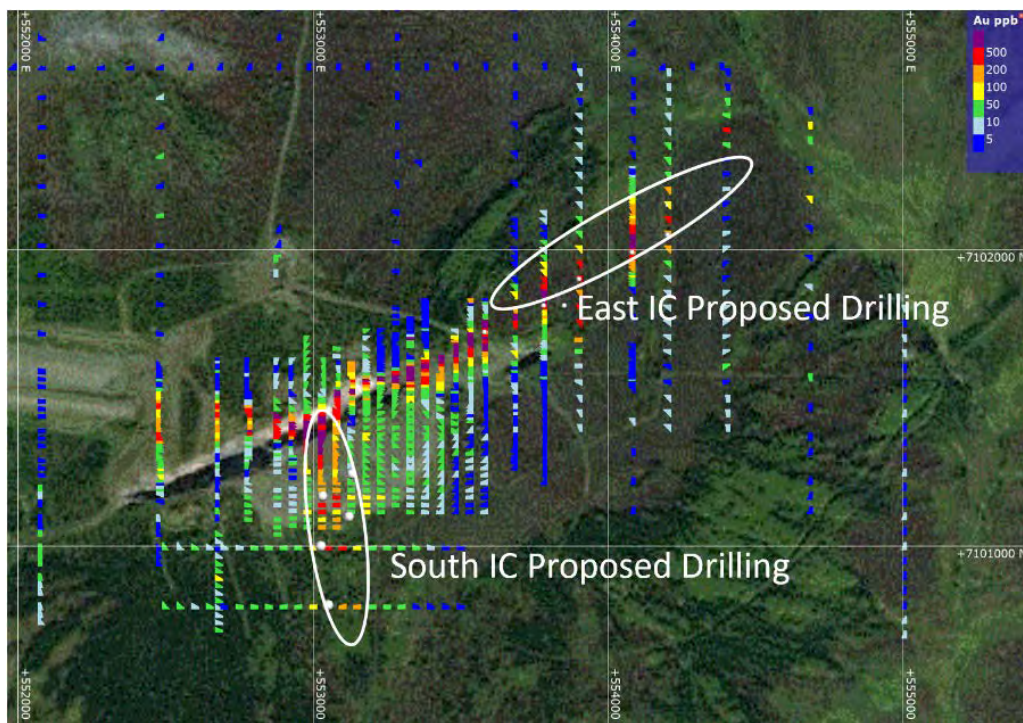 +552000 E
+553000 E
+554000 E
+555000 E
Au ppb
500
200
100
50
10
5
+7102000 N
East IC Proposed Drilling
+7101000 N
South IC Proposed Drilling
+552000 E
+553000 E
+554000 E
+555000 E